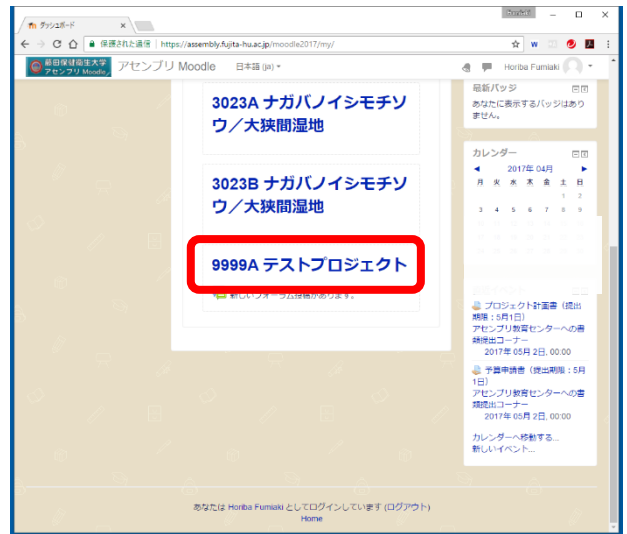 ダッシュボード
保護された通信 | https://assembly.fujita-hu.ac.jp/moodle2017/my/
藤田保健衛生大学
アセンブリ Moodle
アセンブリ Moodle 日本語 (ja)
Horiba Fumiaki
3023A ナガバノイシモチソ
ウ／大狭間湿地
3023B ナガバノイシモチソ
ウ／大狭間湿地
9999A テストプロジェクト
新しいフォーラム投稿があります。
最新バッジ
あなたに表示するバッジはあり
ません。
カレンダー
2017年 04月
月 火 水 木 金 土 日
1 2
3 4 5 6 7 8 9
プロジェクト計画書（提出
期限：5月1日）
アセンブリ教育センターへの書
類提出コーナー
2017年 05月 2日, 00:00
予算申請書（提出期限：5月
1日）
アセンブリ教育センターへの書
類提出コーナー
2017年 05月 2日, 00:00
カレンダーへ移動する...
新しいイベント...
あなたは Horiba Fumiaki としてログインしています (ログアウト)
Home